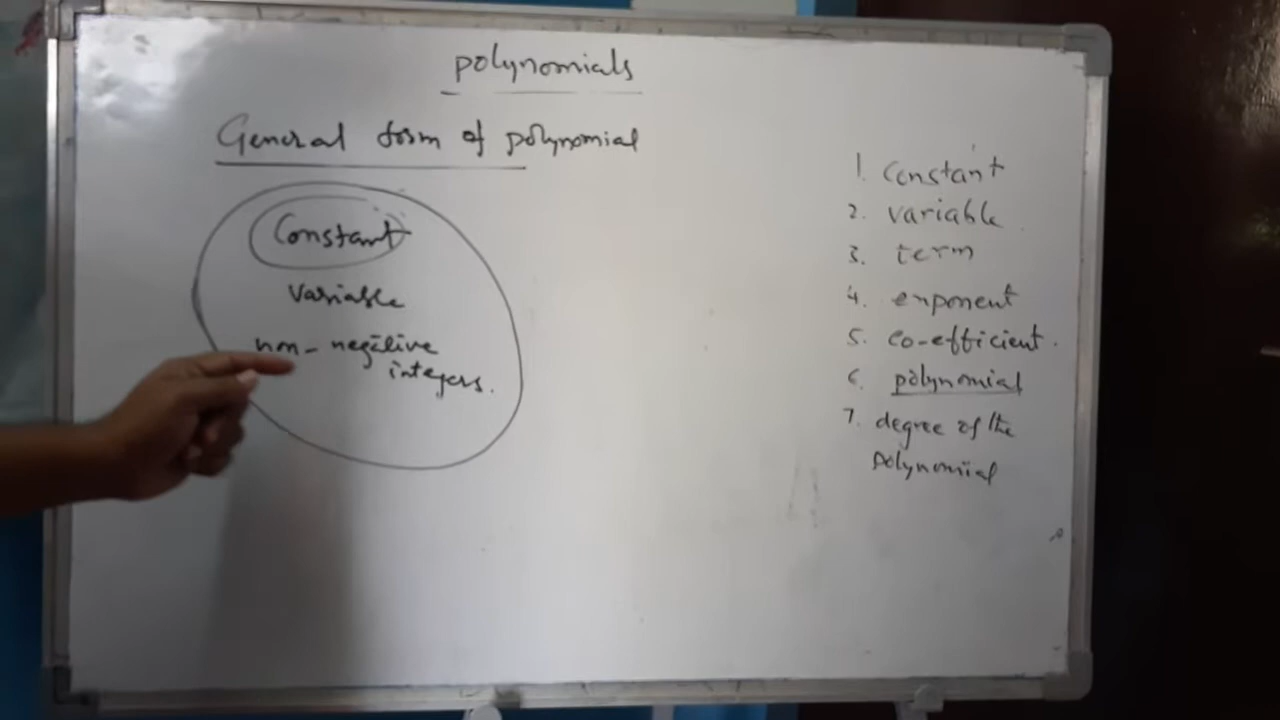 polynomials
General form of polynomial
Constant
variable
non-negative
integers.
1. Constant
2. variable
3. term
4. exponent
5. co-efficient.
6. polynomial
7. degree of the
polynomial